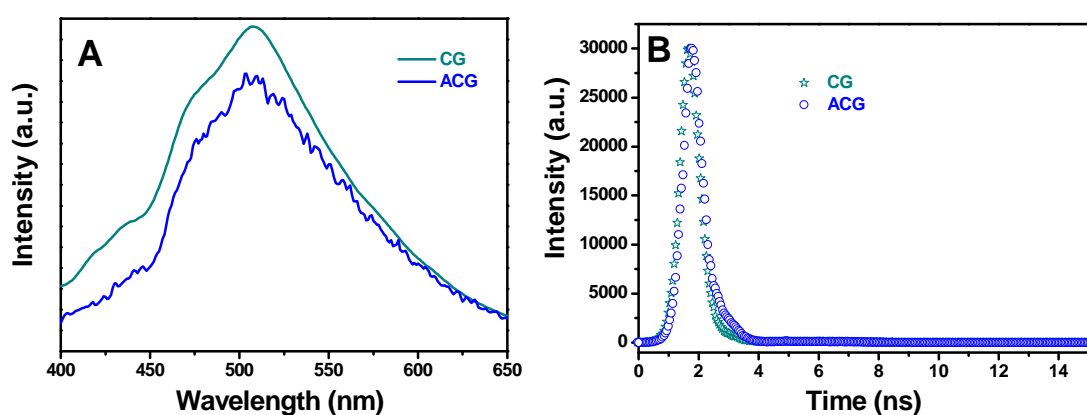 A
CG
ACG
Intensity (a.u.)
400 450 500 550 600 650
Wavelength (nm)
B
CG
ACG
Intensity (a.u.)
30000
25000
20000
15000
10000
5000
0
0 2 4 6 8 10 12 14
Time (ns)